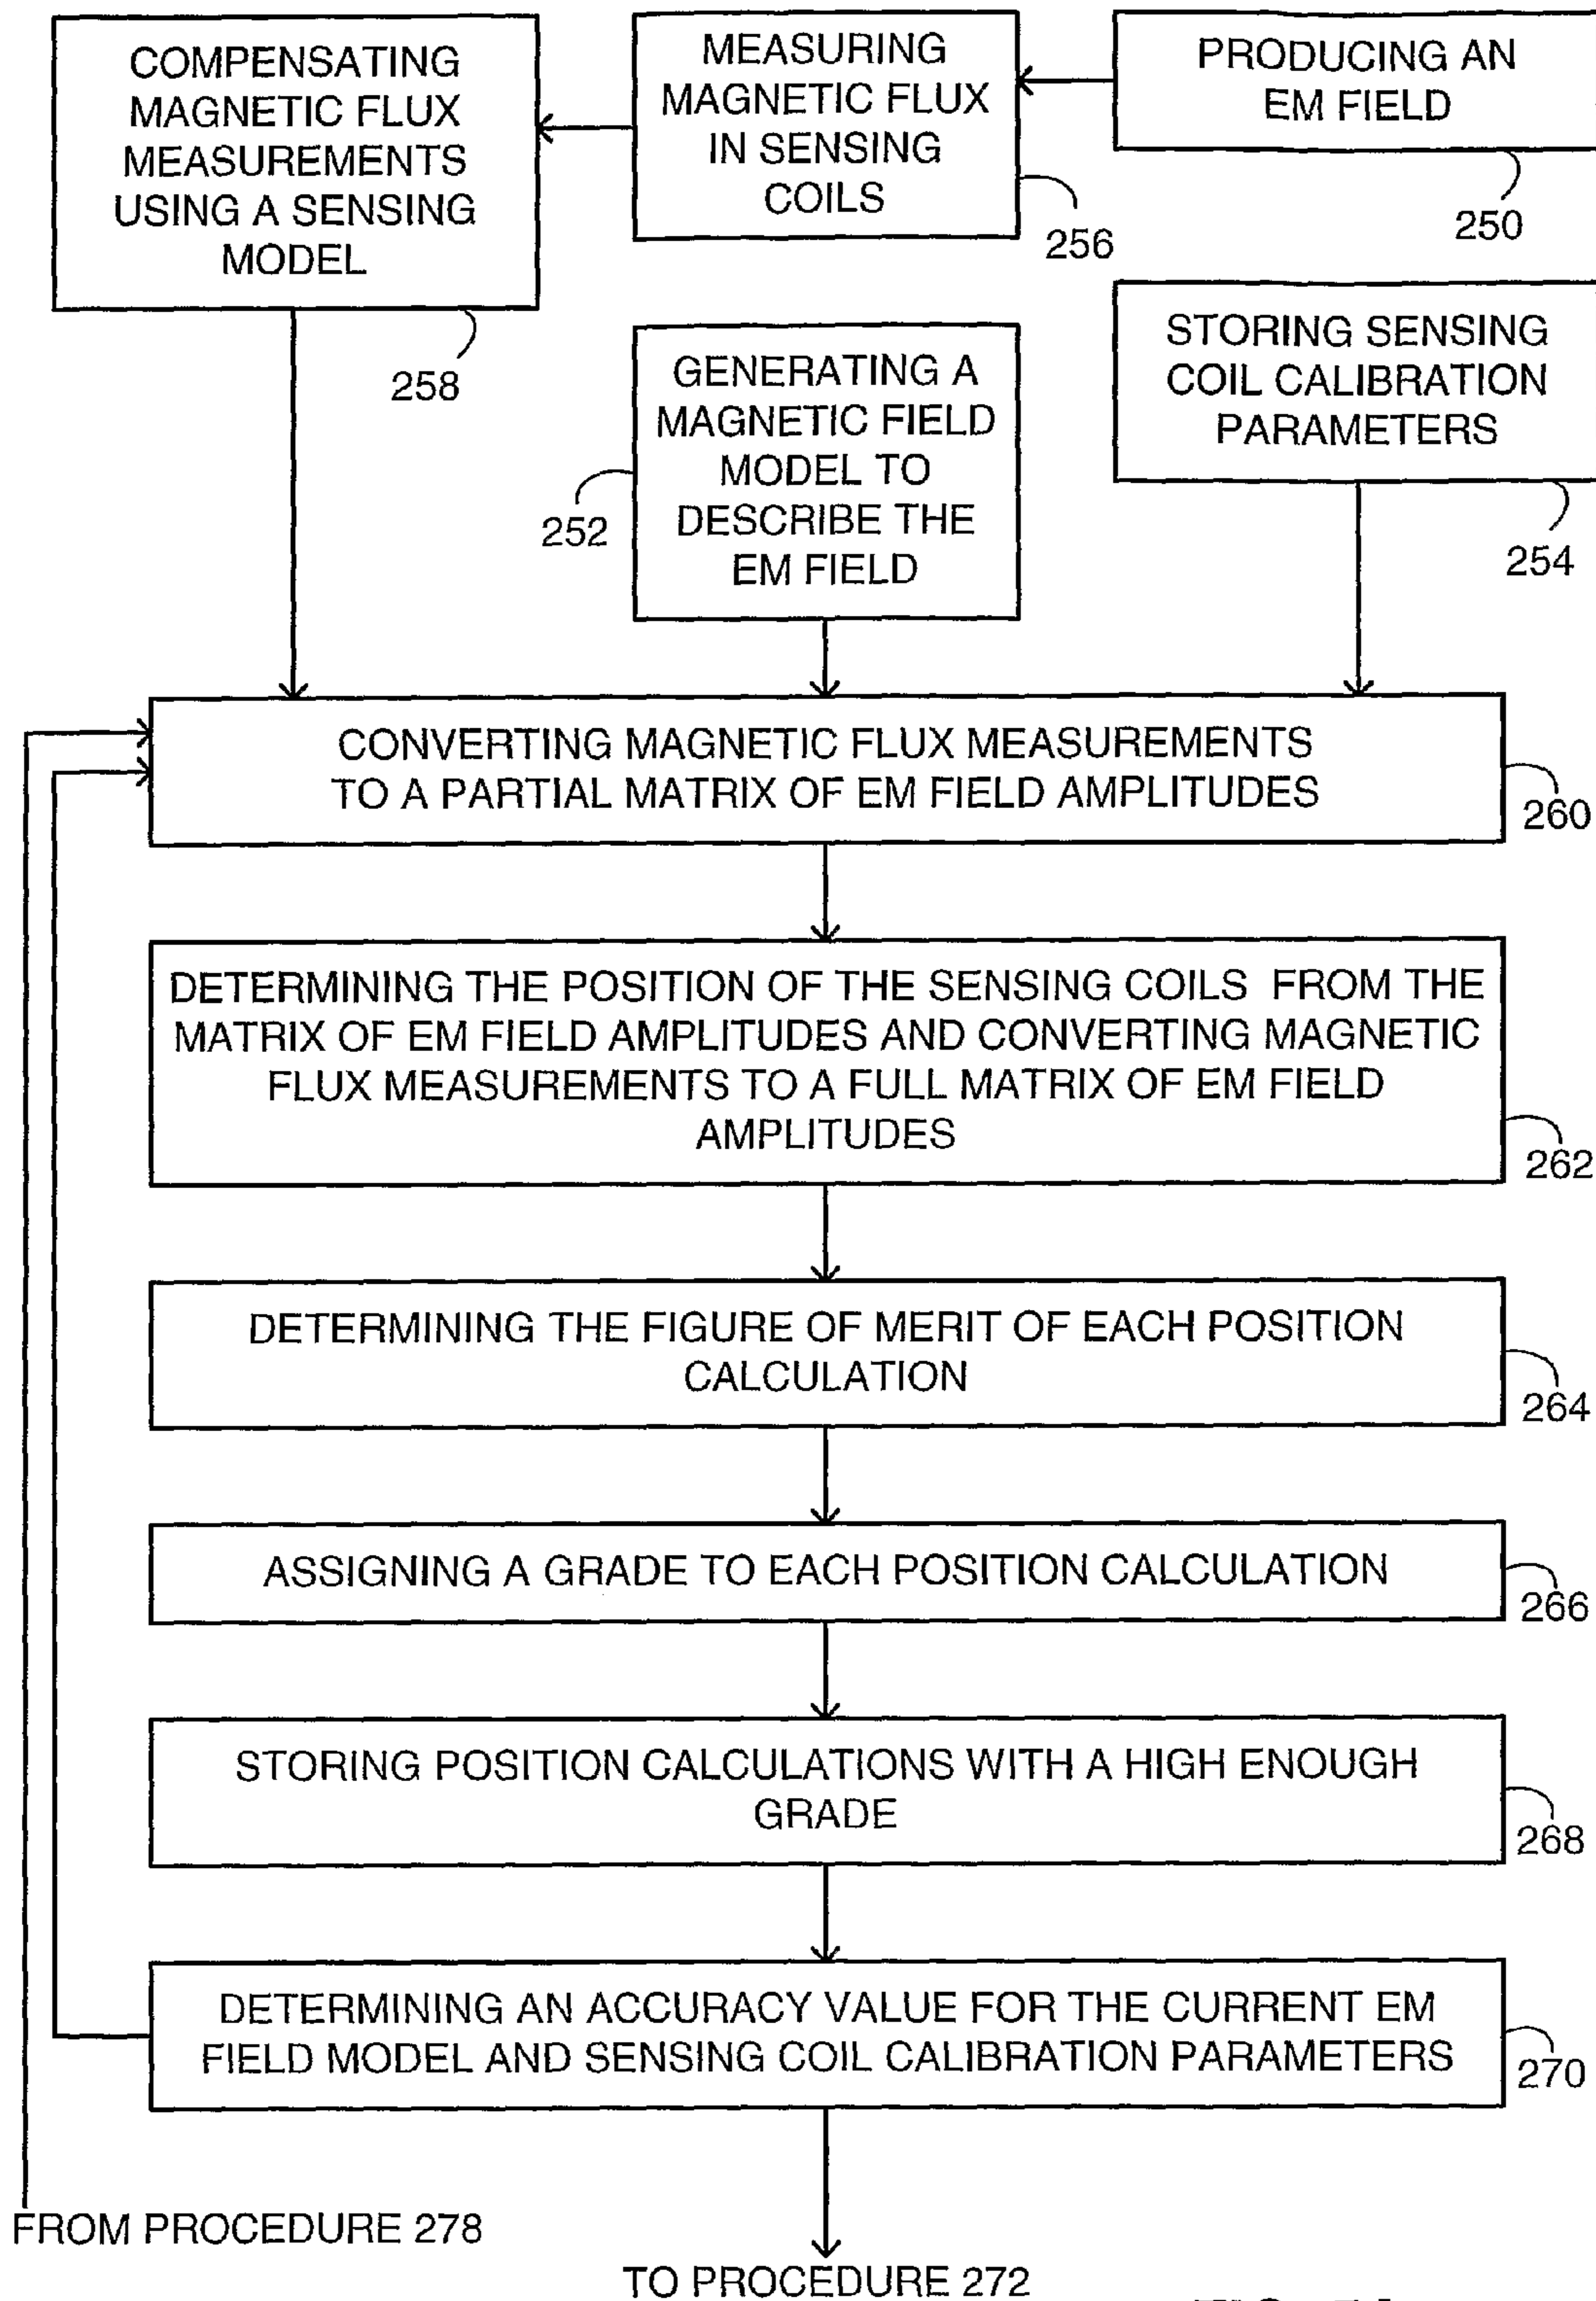 COMPENSATING
MAGNETIC FLUX
MEASUREMENTS
USING A SENSING
MODEL
258
MEASURING
MAGNETIC FLUX
IN SENSING
COILS
256
PRODUCING AN
EM FIELD
250
GENERATING A
MAGNETIC FIELD
MODEL TO
DESCRIBE THE
EM FIELD
252
STORING SENSING
COIL CALIBRATION
PARAMETERS
254
CONVERTING MAGNETIC FLUX MEASUREMENTS
TO A PARTIAL MATRIX OF EM FIELD AMPLITUDES
260
DETERMINING THE POSITION OF THE SENSING COILS FROM THE
MATRIX OF EM FIELD AMPLITUDES AND CONVERTING MAGNETIC
FLUX MEASUREMENTS TO A FULL MATRIX OF EM FIELD
AMPLITUDES
262
DETERMINING THE FIGURE OF MERIT OF EACH POSITION
CALCULATION
264
ASSIGNING A GRADE TO EACH POSITION CALCULATION
266
STORING POSITION CALCULATIONS WITH A HIGH ENOUGH
GRADE
268
DETERMINING AN ACCURACY VALUE FOR THE CURRENT EM
FIELD MODEL AND SENSING COIL CALIBRATION PARAMETERS
270
FROM PROCEDURE 278
TO PROCEDURE 272